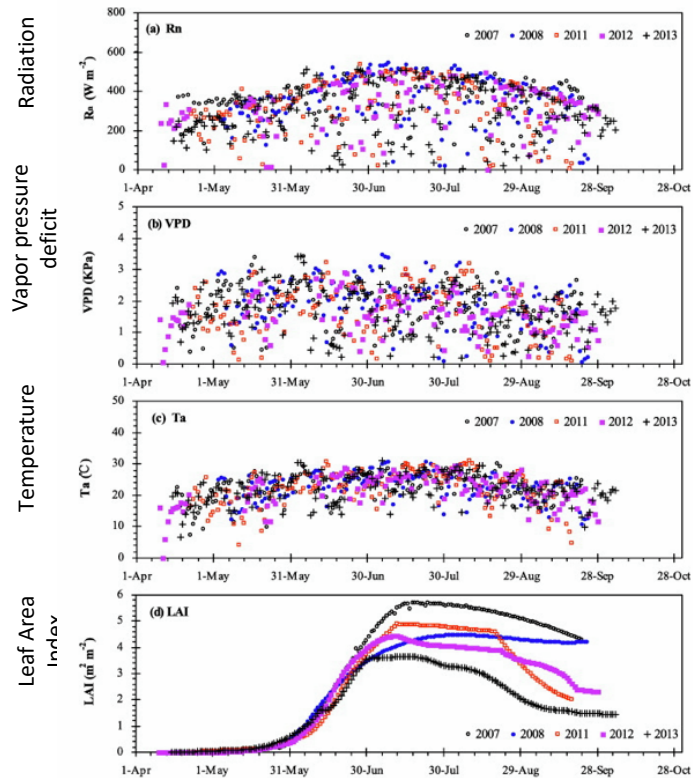 Radiation
(a) Rn
2007 2008 2011 2012 2013
Rn (W m⁻²)
800
600
400
200
0
1-Apr 1-May 31-May 30-Jun 30-Jul 29-Aug 28-Sep 28-Oct
Vapor pressure
deficit
(b) VPD
2007 2008 2011 2012 2013
VPD (KPa)
5
4
3
2
1
0
1-Apr 1-May 31-May 30-Jun 30-Jul 29-Aug 28-Sep 28-Oct
Temperature
(c) Ta
2007 2008 2011 2012 2013
Ta (C)
50
40
30
20
10
0
1-Apr 1-May 31-May 30-Jun 30-Jul 29-Aug 28-Sep 28-Oct
Leaf Area
Index
(d) LAI
LAI (m² m⁻²)
6
5
4
3
2
1
0
2007 2008 2011 2012 2013
1-Apr 1-May 31-May 30-Jun 30-Jul 29-Aug 28-Sep 28-Oct